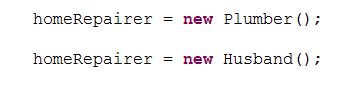 homeRepairer = new Plumber();
homeRepairer = new Husband();